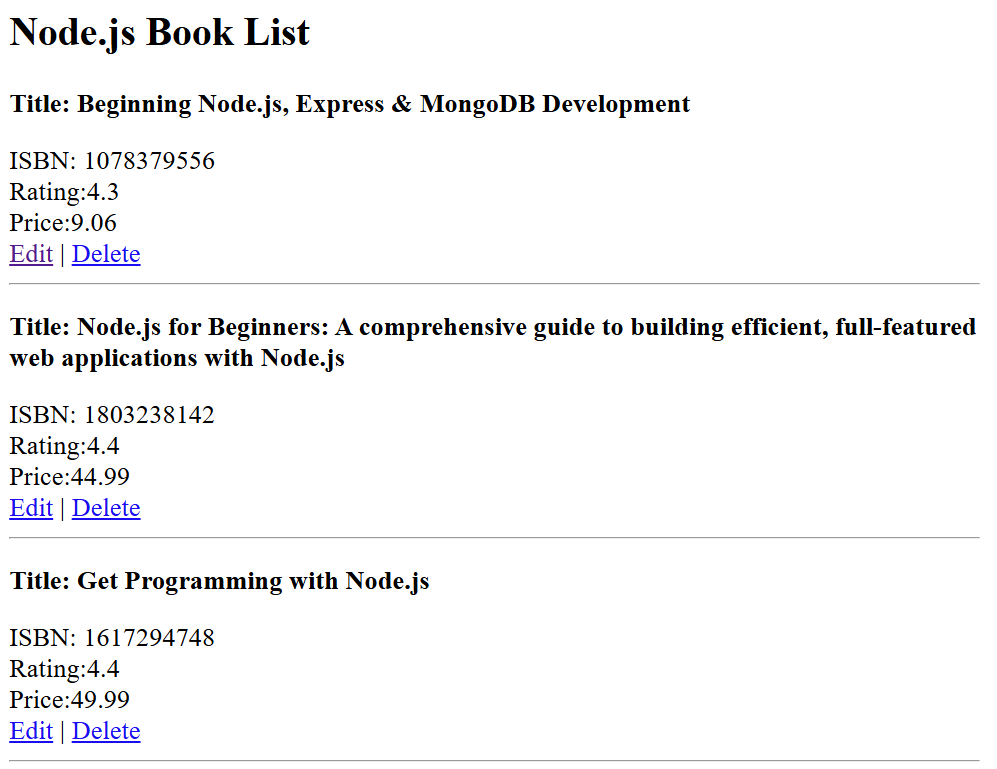 Node.js Book List
Title: Beginning Node.js, Express & MongoDB Development
ISBN: 1078379556
Rating:4.3
Price:9.06
Edit | Delete
Title: Node.js for Beginners: A comprehensive guide to building efficient, full-featured
web applications with Node.js
ISBN: 1803238142
Rating:4.4
Price:44.99
Edit | Delete
Title: Get Programming with Node.js
ISBN: 1617294748
Rating:4.4
Price:49.99
Edit | Delete